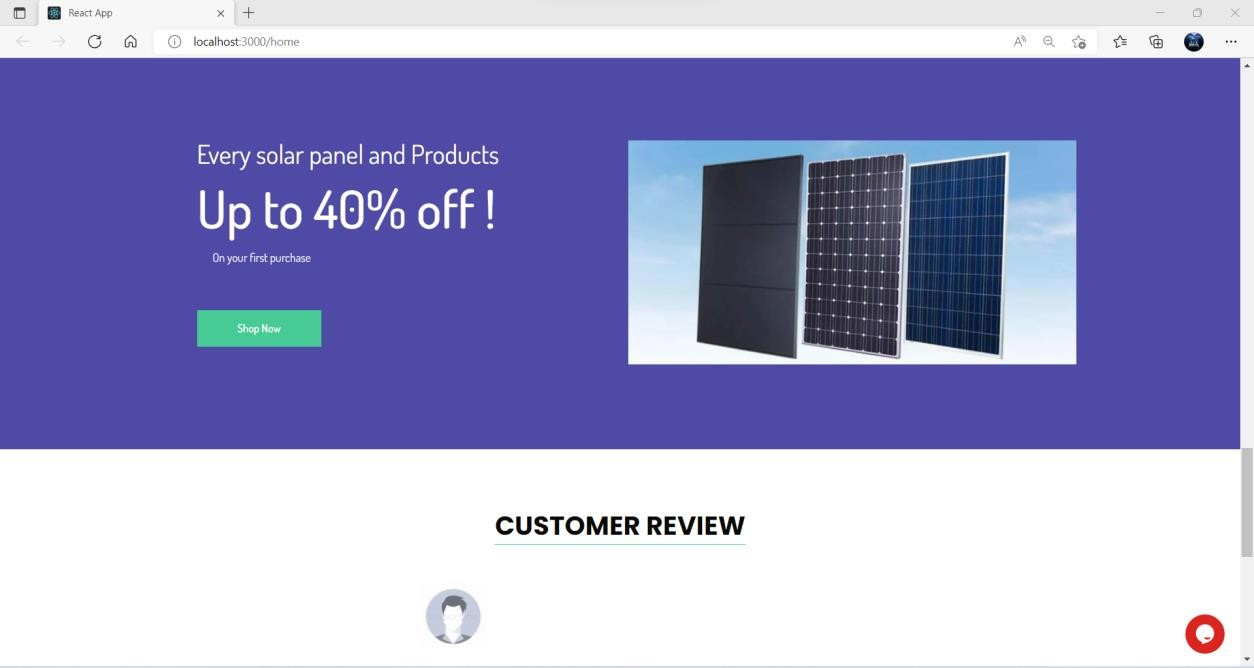 React App
localhost:3000/home
Every solar panel and Products
Up to 40% off !
On your first purchase
Shop Now
CUSTOMER REVIEW